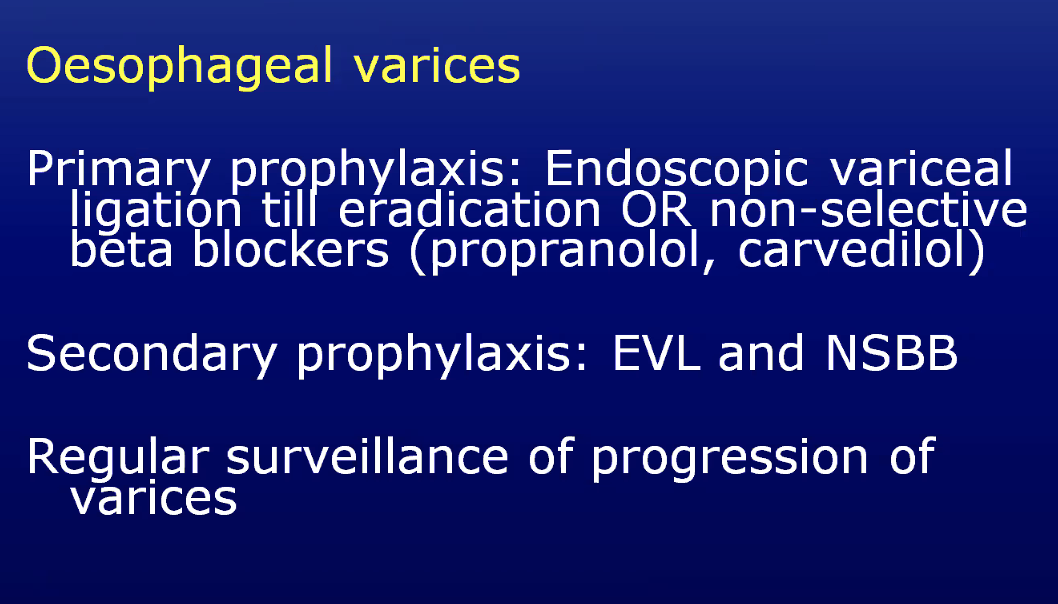 Oesophageal varices
Primary prophylaxis: Endoscopic variceal
ligation till eradication OR non-selective
beta blockers (propranolol, carvedilol)
Secondary prophylaxis: EVL and NSBB
Regular surveillance of progression of
varices